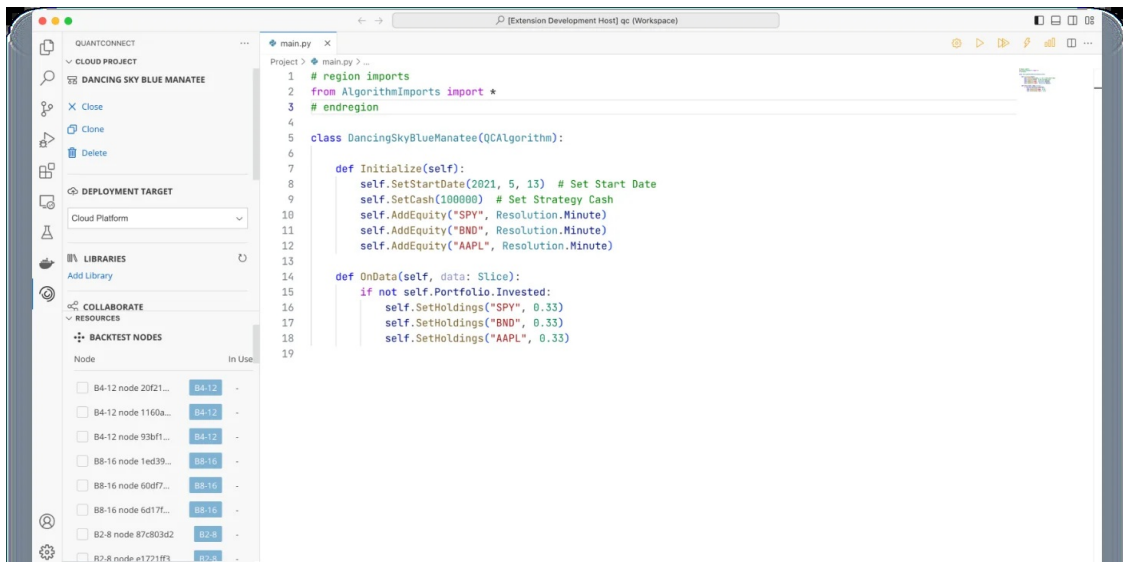 [Extension Development Host] qc (Workspace)
QUANTCONNECT
CLOUD PROJECT
DANCING SKY BLUE MANATEE
Close
Clone
Delete
DEPLOYMENT TARGET
Cloud Platform
LIBRARIES
Add Library
COLLABORATE
RESOURCES
BACKTEST NODES
Node In Use
B4-12 node 20f21... B4-12 -
B4-12 node 1160a... B4-12 -
B4-12 node 93bf1... B4-12 -
B8-16 node 1ed39... B8-16 -
B8-16 node 60df7... B8-16 -
B8-16 node 6d17f... B8-16 -
B2-8 node 87c803d2 B2-8 -
B2-8 node e1721ff3 B2-8 -
main.py
Project > main.py > ...
1 # region imports
2 from AlgorithmImports import *
3 # endregion
4
5 class DancingSkyBlueManatee(QCAlgorithm):
6
7 def Initialize(self):
8 self.SetStartDate(2021, 5, 13) # Set Start Date
9 self.SetCash(100000) # Set Strategy Cash
10 self.AddEquity("SPY", Resolution.Minute)
11 self.AddEquity("BND", Resolution.Minute)
12 self.AddEquity("AAPL", Resolution.Minute)
13
14 def OnData(self, data: Slice):
15 if not self.Portfolio.Invested:
16 self.SetHoldings("SPY", 0.33)
17 self.SetHoldings("BND", 0.33)
18 self.SetHoldings("AAPL", 0.33)
19